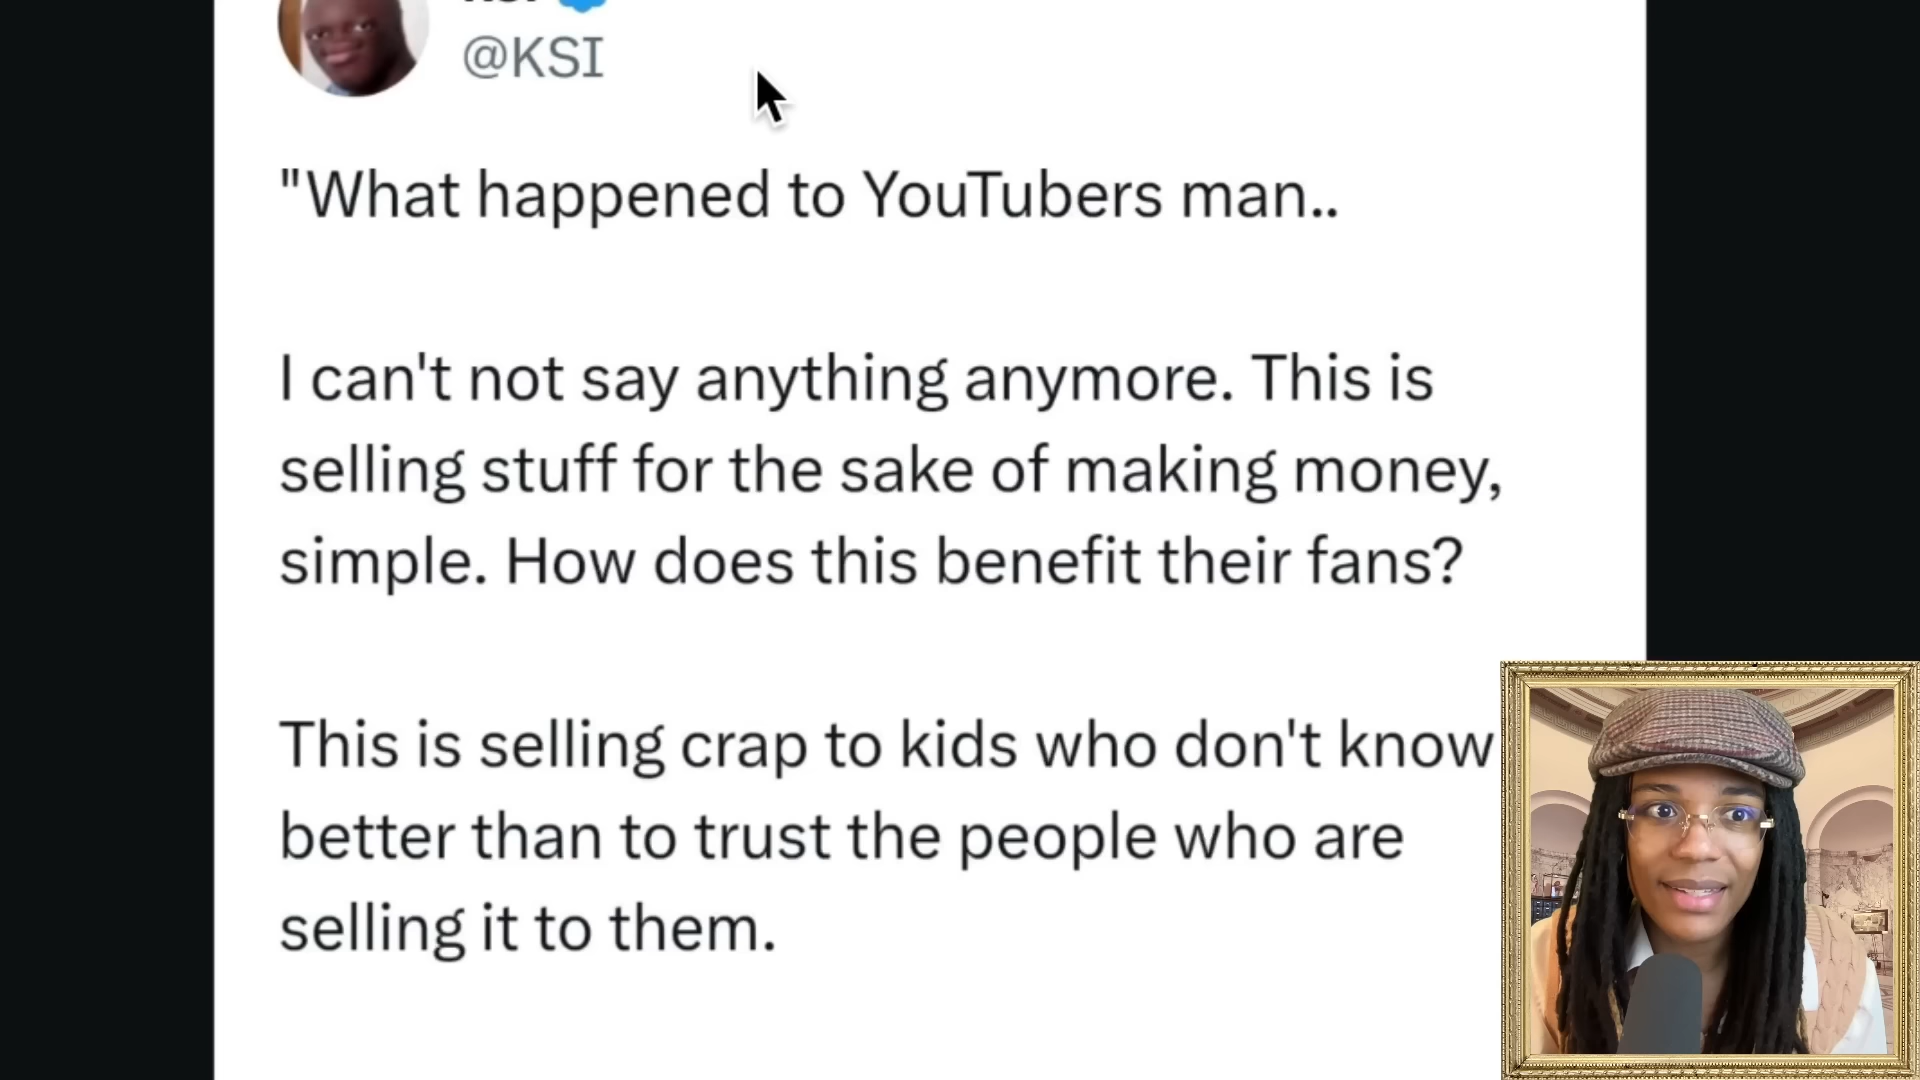 @KSI
"What happened to YouTubers man..
I can't not say anything anymore. This is
selling stuff for the sake of making money,
simple. How does this benefit their fans?
This is selling crap to kids who don't know
better than to trust the people who are
selling it to them.